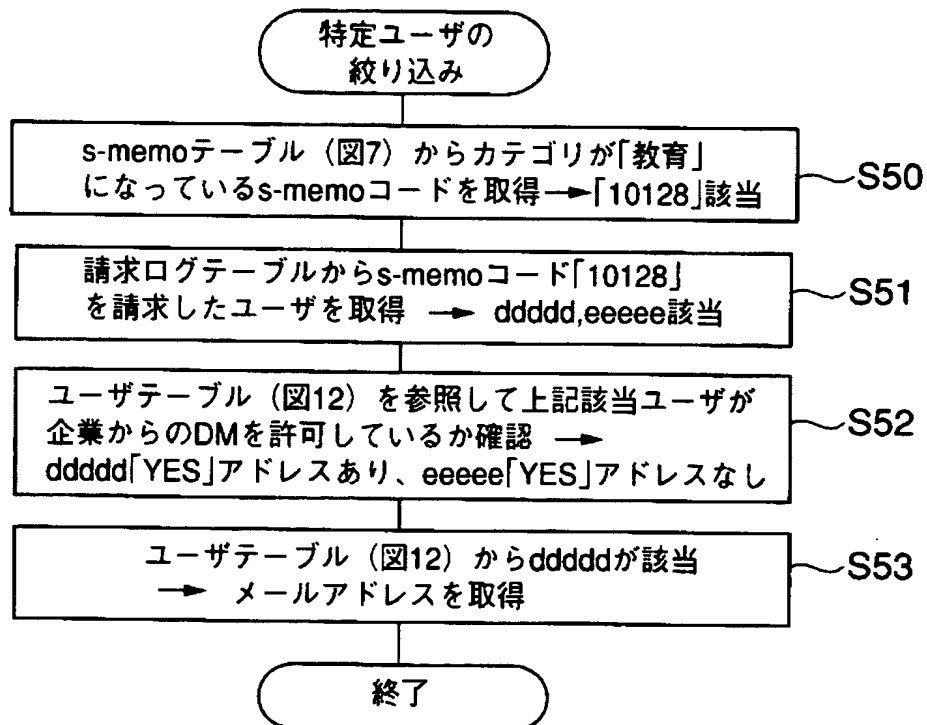 特定ユーザの
絞り込み
s-memoテーブル（図7）からカテゴリが「教育」
になっているs-memoコードを取得→「10128」該当
S50
請求ログテーブルからs-memoコード「10128」
を請求したユーザを取得 → ddddd,eeeee該当
S51
ユーザテーブル（図12）を参照して上記該当ユーザが
企業からのDMを許可しているか確認 →
ddddd「YES」アドレスあり、eeeee「YES」アドレスなし
S52
ユーザテーブル（図12）からdddddが該当
→ メールアドレスを取得
S53
終了